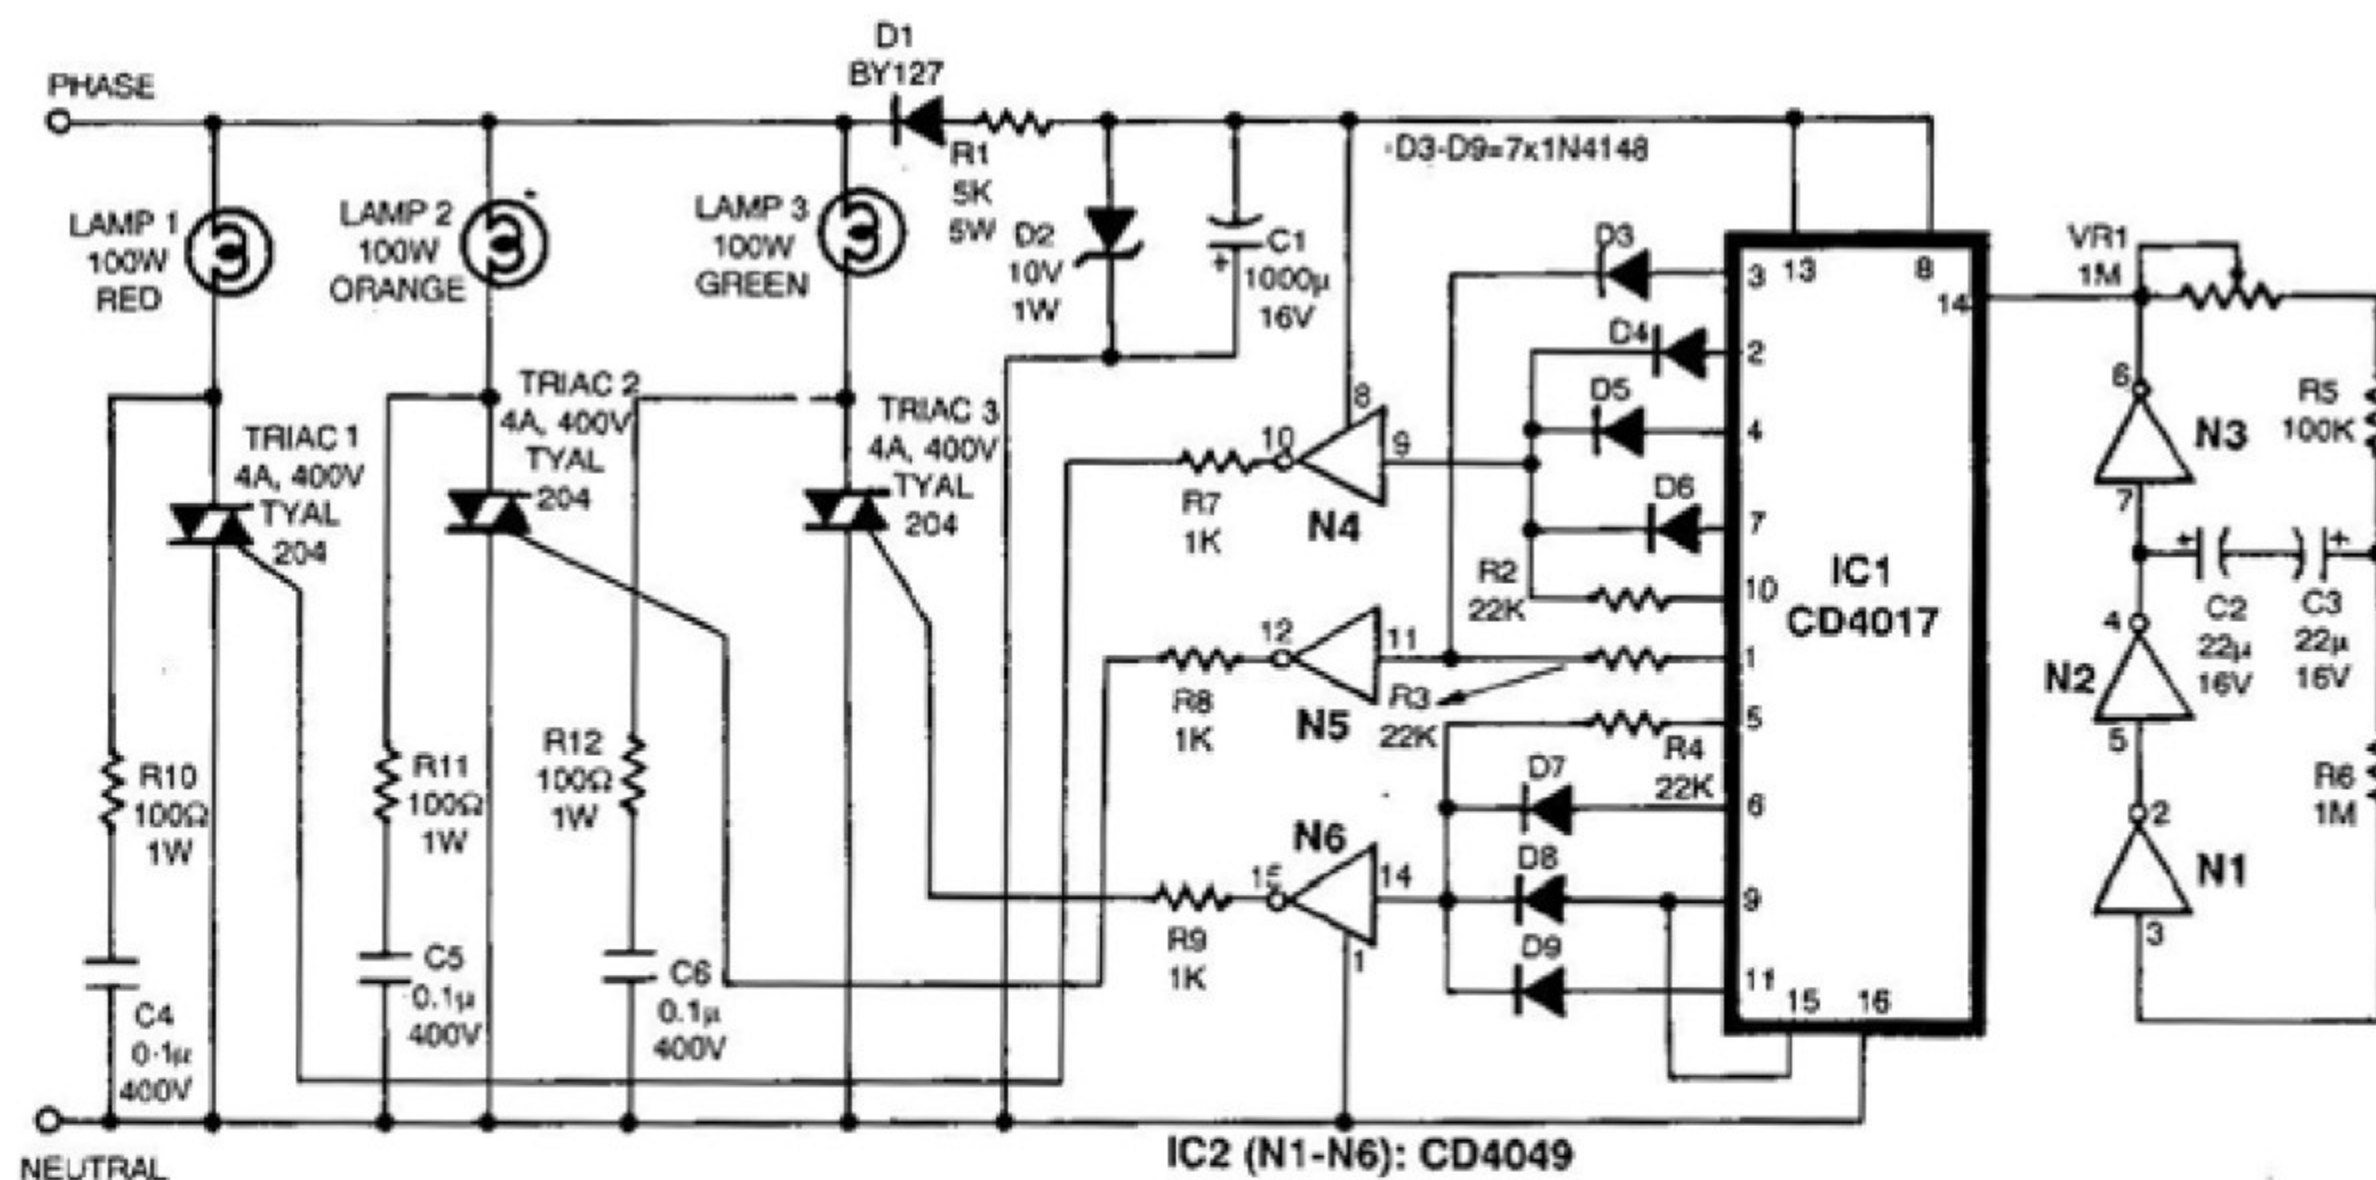 D1
BY127
PHASE
R1
5K
5W
D3-D9=7x1N4148
LAMP 1
100W
RED
LAMP 2
100W
ORANGE
LAMP 3
100W
GREEN
D2
10V
1W
C1
1000µ
16V
+
D3
D4
D5
D6
3
2
4
7
10
1
5
6
9
11
13
8
14
15
16
IC1
CD4017
VR1
1M
TRIAC 1
4A, 400V
TYAL
204
TRIAC 2
4A, 400V
TYAL
204
TRIAC 3
4A, 400V
TYAL
204
8
10
9
R7
1K
N4
R2
22K
12
11
R8
1K
N5
R3
22K
R4
22K
D7
D8
D9
N6
15
14
1
R9
1K
6
N3
7
R5
100K
+
+
C2
22µ
16V
C3
22µ
16V
4
N2
5
R6
1M
2
N1
3
R10
100Ω
1W
R11
100Ω
1W
R12
100Ω
1W
C4
0·1µ
400V
C5
0.1µ
400V
C6
0.1µ
400V
NEUTRAL
IC2 (N1-N6): CD4049